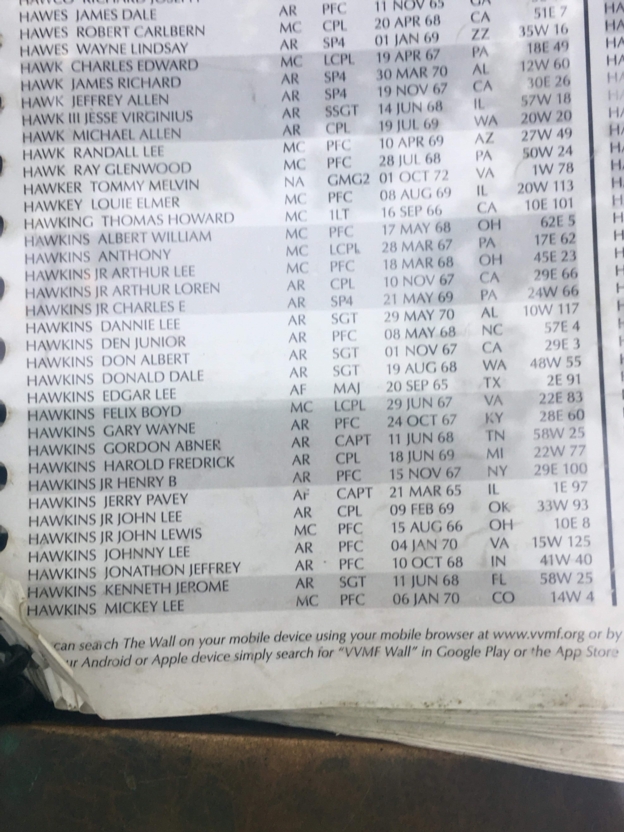 HAWES JAMES DALE AR PFC 11 NOV 65 GA
HAWES ROBERT CARLBERN MC CPL 20 APR 68 CA 51E 7
HAWES WAYNE LINDSAY AR SP4 01 JAN 69 ZZ 35W 16
HAWK CHARLES EDWARD MC LCPL 19 APR 67 PA 18E 49
HAWK JAMES RICHARD AR SP4 30 MAR 70 AL 12W 60
HAWK JEFFREY ALLEN AR SP4 19 NOV 67 CA 30E 26
HAWK III JESSE VIRGINIUS AR SSGT 14 JUN 68 IL 57W 18
HAWK MICHAEL ALLEN AR CPL 19 JUL 69 WA 20W 20
HAWK RANDALL LEE MC PFC 10 APR 69 AZ 27W 49
HAWK RAY GLENWOOD MC PFC 28 JUL 68 PA 50W 24
HAWKER TOMMY MELVIN NA GMG2 01 OCT 72 VA 1W 78
HAWKEY LOUIE ELMER MC PFC 08 AUG 69 IL 20W 113
HAWKING THOMAS HOWARD MC 1LT 16 SEP 66 CA 10E 101
HAWKINS ALBERT WILLIAM MC PFC 17 MAY 68 OH 62E 5
HAWKINS ANTHONY MC LCPL 28 MAR 67 PA 17E 62
HAWKINS JR ARTHUR LEE MC PFC 18 MAR 68 OH 45E 23
HAWKINS JR ARTHUR LOREN AR CPL 10 NOV 67 CA 29E 66
HAWKINS JR CHARLES E AR SP4 21 MAY 69 PA 24W 66
HAWKINS DANNIE LEE AR SGT 29 MAY 70 AL 10W 117
HAWKINS DEN JUNIOR AR PFC 08 MAY 68 NC 57E 4
HAWKINS DON ALBERT AR SGT 01 NOV 67 CA 29E 3
HAWKINS DONALD DALE AR SGT 19 AUG 68 WA 48W 55
HAWKINS EDGAR LEE AF MAJ 20 SEP 65 TX 2E 91
HAWKINS FELIX BOYD MC LCPL 29 JUN 67 VA 22E 83
HAWKINS GARY WAYNE AR PFC 24 OCT 67 KY 28E 60
HAWKINS GORDON ABNER AR CAPT 11 JUN 68 TN 58W 25
HAWKINS HAROLD FREDRICK AR CPL 18 JUN 69 MI 22W 77
HAWKINS JR HENRY B AR PFC 15 NOV 67 NY 29E 100
HAWKINS JERRY PAVEY AF CAPT 21 MAR 65 IL 1E 97
HAWKINS JR JOHN LEE AR CPL 09 FEB 69 OK 33W 93
HAWKINS JR JOHN LEWIS MC PFC 15 AUG 66 OH 10E 8
HAWKINS JOHNNY LEE AR PFC 04 JAN 70 VA 15W 125
HAWKINS JONATHON JEFFREY AR PFC 10 OCT 68 IN 41W 40
HAWKINS KENNETH JEROME AR SGT 11 JUN 68 FL 58W 25
HAWKINS MICKEY LEE MC PFC 06 JAN 70 CO 14W 4
can search The Wall on your mobile device using your mobile browser at www.vvmf.org or by
ur Android or Apple device simply search for "VVMF Wall" in Google Play or the App Store